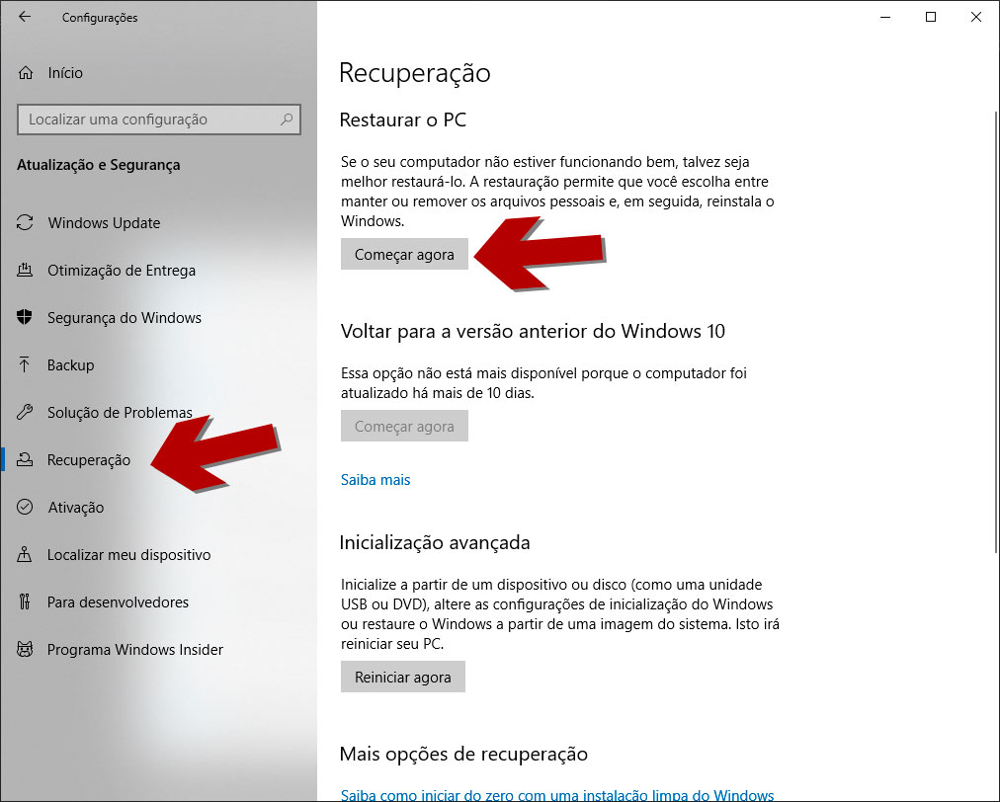 Configurações
Início
Localizar uma configuração
Atualização e Segurança
Windows Update
Otimização de Entrega
Segurança do Windows
Backup
Solução de Problemas
Recuperação
Ativação
Localizar meu dispositivo
Para desenvolvedores
Programa Windows Insider
Recuperação
Restaurar o PC
Se o seu computador não estiver funcionando bem, talvez seja
melhor restaurá-lo. A restauração permite que você escolha entre
manter ou remover os arquivos pessoais e, em seguida, reinstala o
Windows.
Começar agora
Voltar para a versão anterior do Windows 10
Essa opção não está mais disponível porque o computador foi
atualizado há mais de 10 dias.
Começar agora
Saiba mais
Inicialização avançada
Inicialize a partir de um dispositivo ou disco (como uma unidade
USB ou DVD), altere as configurações de inicialização do Windows
ou restaure o Windows a partir de uma imagem do sistema. Isto irá
reiniciar seu PC.
Reiniciar agora
Mais opções de recuperação
Saiba como iniciar do zero com uma instalação limpa do Windows